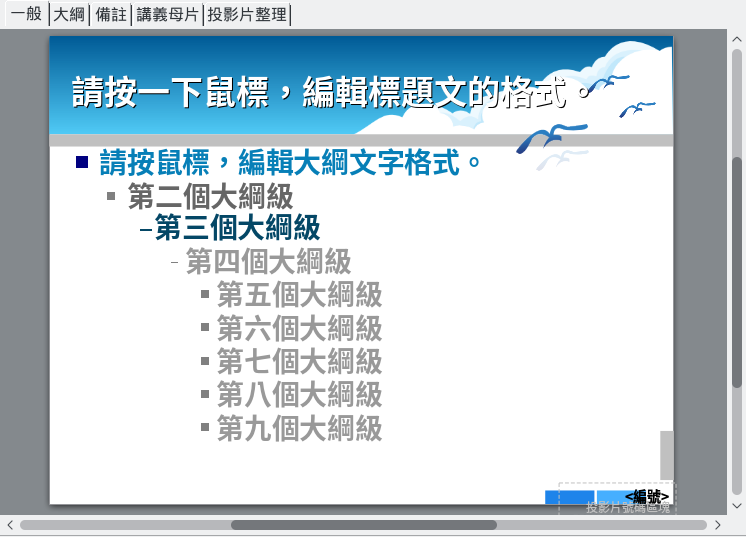 一般 大綱 備註 講義母片 投影片整理
請按一下鼠標，編輯標題文的格式。
請按鼠標，編輯大綱文字格式。
第二個大綱級
–第三個大綱級
- 第四個大綱級
第五個大綱級
第六個大綱級
第七個大綱級
第八個大綱級
第九個大綱級
<編號>
投影片號碼區塊